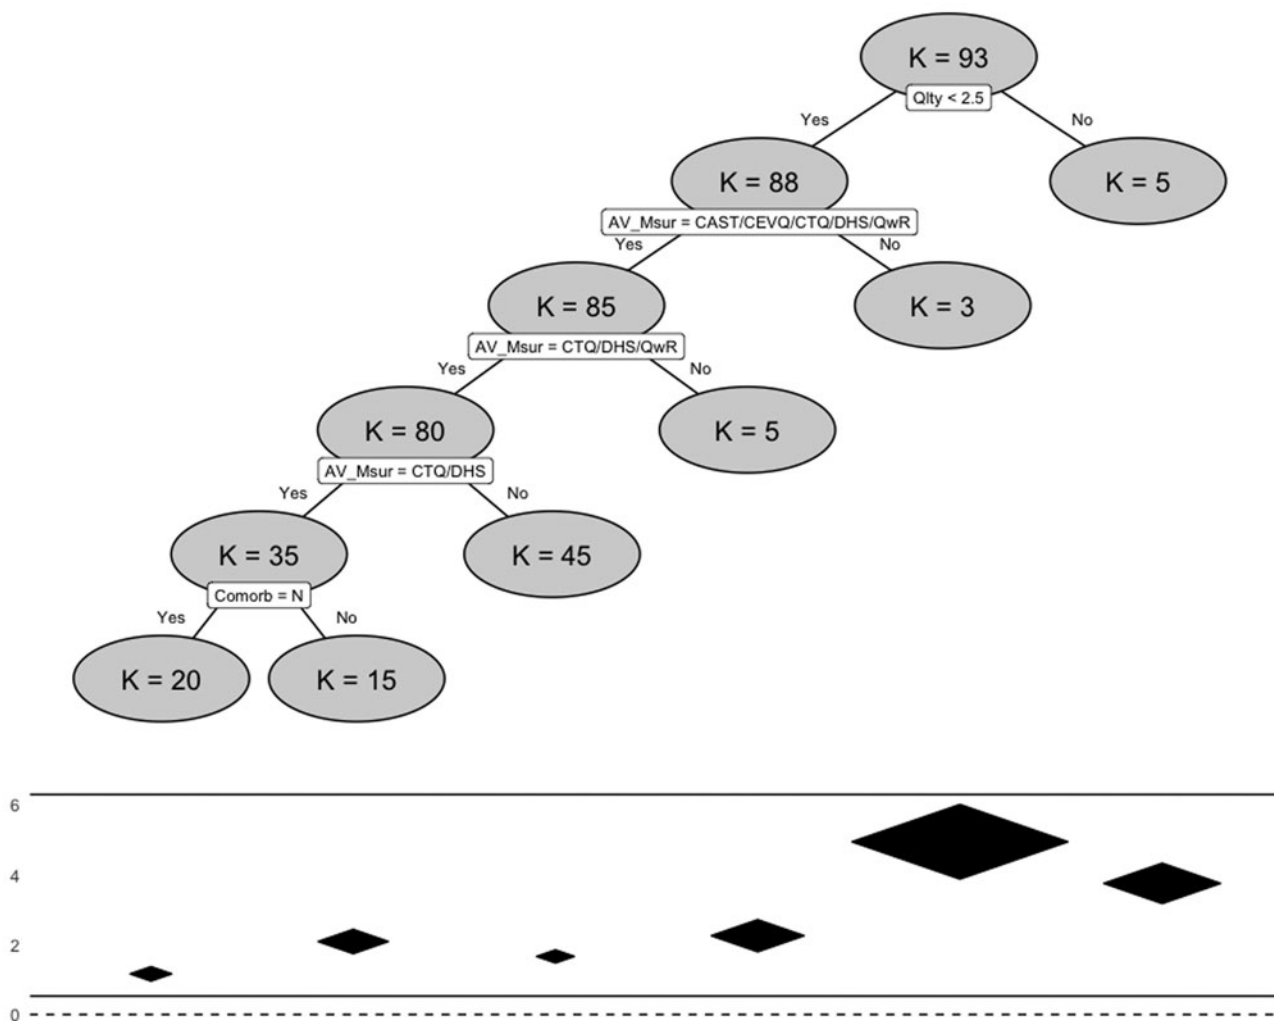 K = 93
Qlty < 2.5
Yes
No
K = 88
K = 5
AV_Msur = CAST/CEVQ/CTQ/DHS/QwR
Yes
No
K = 85
K = 3
AV_Msur = CTQ/DHS/QwR
Yes
No
K = 80
K = 5
AV_Msur = CTQ/DHS
Yes
No
K = 35
K = 45
Comorb = N
Yes
No
K = 20
K = 15
6
4
2
0